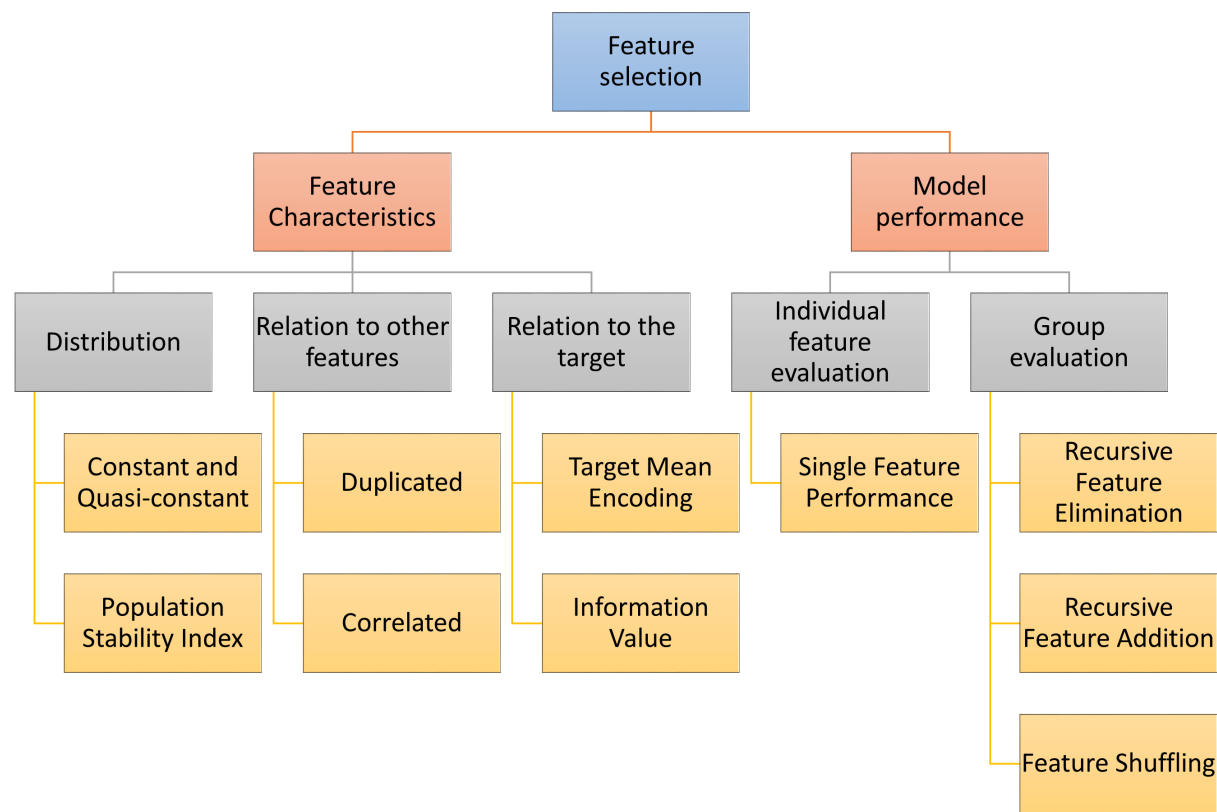 Feature
selection
Feature
Characteristics
Model
performance
Distribution
Relation to other
features
Relation to the
target
Individual
feature
evaluation
Group
evaluation
Constant and
Quasi-constant
Duplicated
Target Mean
Encoding
Single Feature
Performance
Recursive
Feature
Elimination
Population
Stability Index
Correlated
Information
Value
Recursive
Feature Addition
Feature Shuffling